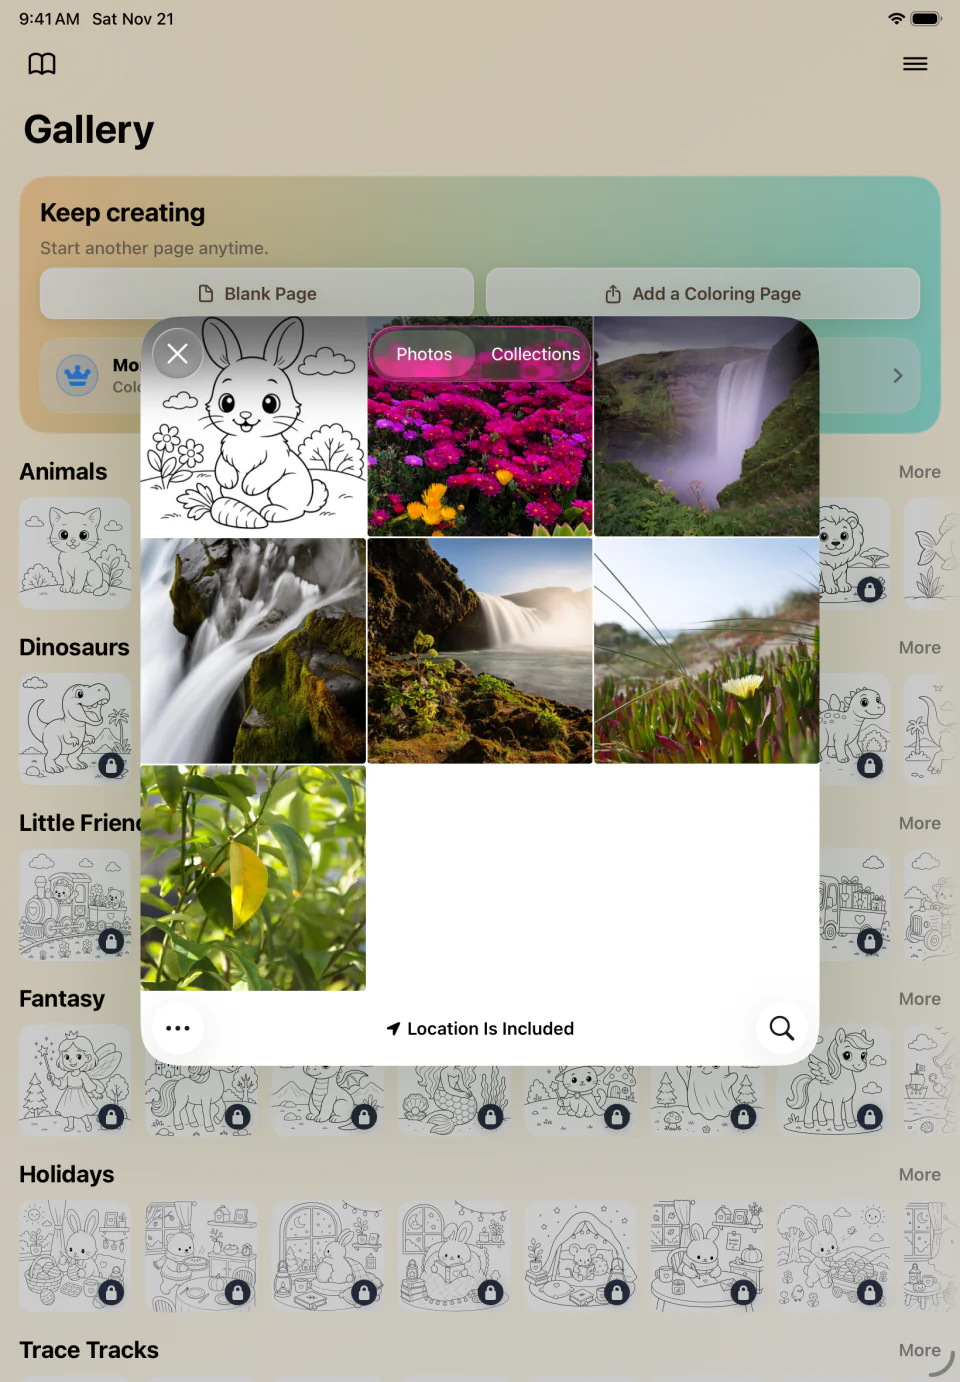 9:41 AM Sat Nov 21
Gallery
Keep creating
Start another page anytime.
Blank Page
Add a Coloring Page
Photos
Collections
Animals
More
Dinosaurs
More
More
Location Is Included
Fantasy
More
Holidays
More
Trace Tracks
More